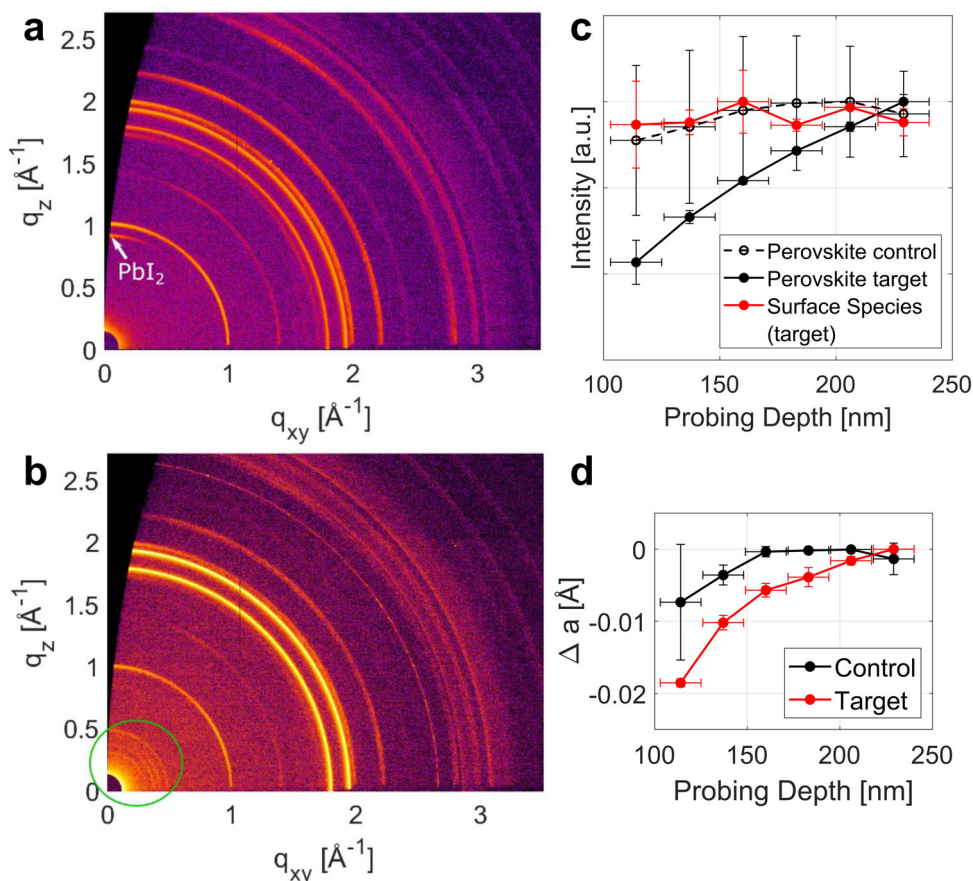 a
2.5
2
1.5
1
0.5
0
q_z [Å⁻¹]
PbI₂
0 1 2 3
q_xy [Å⁻¹]
b
2.5
2
1.5
1
0.5
0
q_z [Å⁻¹]
0 1 2 3
q_xy [Å⁻¹]
c
Intensity [a.u.]
Perovskite control
Perovskite target
Surface Species
(target)
100 150 200 250
Probing Depth [nm]
d
0
-0.01
-0.02
Δ a [Å]
Control
Target
100 150 200 250
Probing Depth [nm]